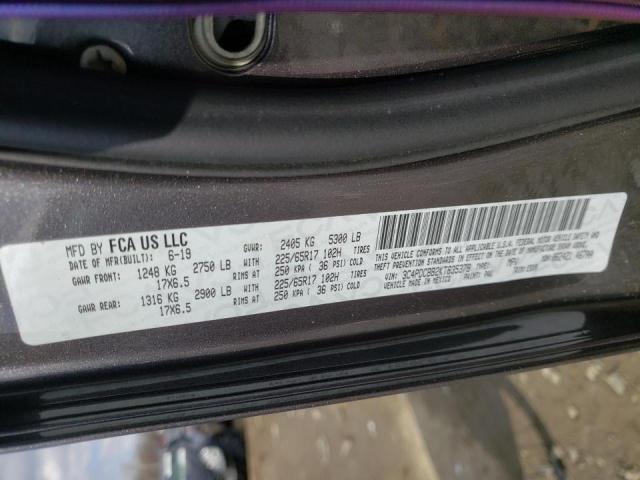 MFD BY FCA US LLC
DATE OF MFR(BUILT): 6-19 GVWR: 2405 KG 5300 LB
GAWR FRONT: 1248 KG 2750 LB 225/65R17 102H TIRES
17X6.5 RIMS AT 250 KPA ( 36 PSI) COLD
GAWR REAR: 1316 KG 2900 LB 225/65R17 102H TIRES
17X6.5 RIMS AT 250 KPA ( 36 PSI) COLD
THIS VEHICLE CONFORMS TO ALL APPLICABLE U.S.A. FEDERAL MOTOR VEHICLE SAFETY AND
THEFT PREVENTION STANDARDS IN EFFECT ON THE DATE OF MANUFACTURE SHOWN ABOVE.
VEHICLE MADE IN MEXICO PAINT: PAU